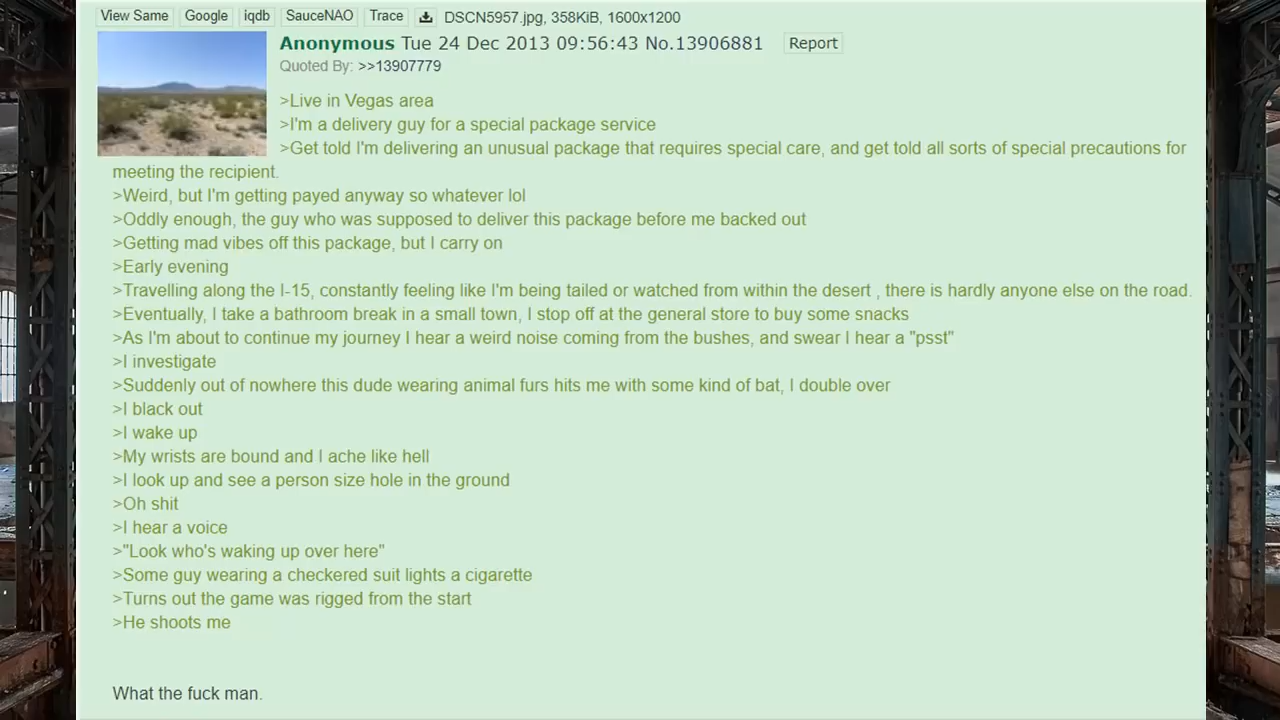 View Same Google iqdb SauceNAO Trace DSCN5957.jpg, 358KiB, 1600x1200
Anonymous Tue 24 Dec 2013 09:56:43 No.13906881 Report
Quoted By: >>13907779
>Live in Vegas area
>I'm a delivery guy for a special package service
>Get told I'm delivering an unusual package that requires special care, and get told all sorts of special precautions for
meeting the recipient.
>Weird, but I'm getting payed anyway so whatever lol
>Oddly enough, the guy who was supposed to deliver this package before me backed out
>Getting mad vibes off this package, but I carry on
>Early evening
>Travelling along the I-15, constantly feeling like I'm being tailed or watched from within the desert , there is hardly anyone else on the road.
>Eventually, I take a bathroom break in a small town, I stop off at the general store to buy some snacks
>As I'm about to continue my journey I hear a weird noise coming from the bushes, and swear I hear a "psst"
>I investigate
>Suddenly out of nowhere this dude wearing animal furs hits me with some kind of bat, I double over
>I black out
>I wake up
>My wrists are bound and I ache like hell
>I look up and see a person size hole in the ground
>Oh shit
>I hear a voice
>"Look who's waking up over here"
>Some guy wearing a checkered suit lights a cigarette
>Turns out the game was rigged from the start
>He shoots me
What the fuck man.